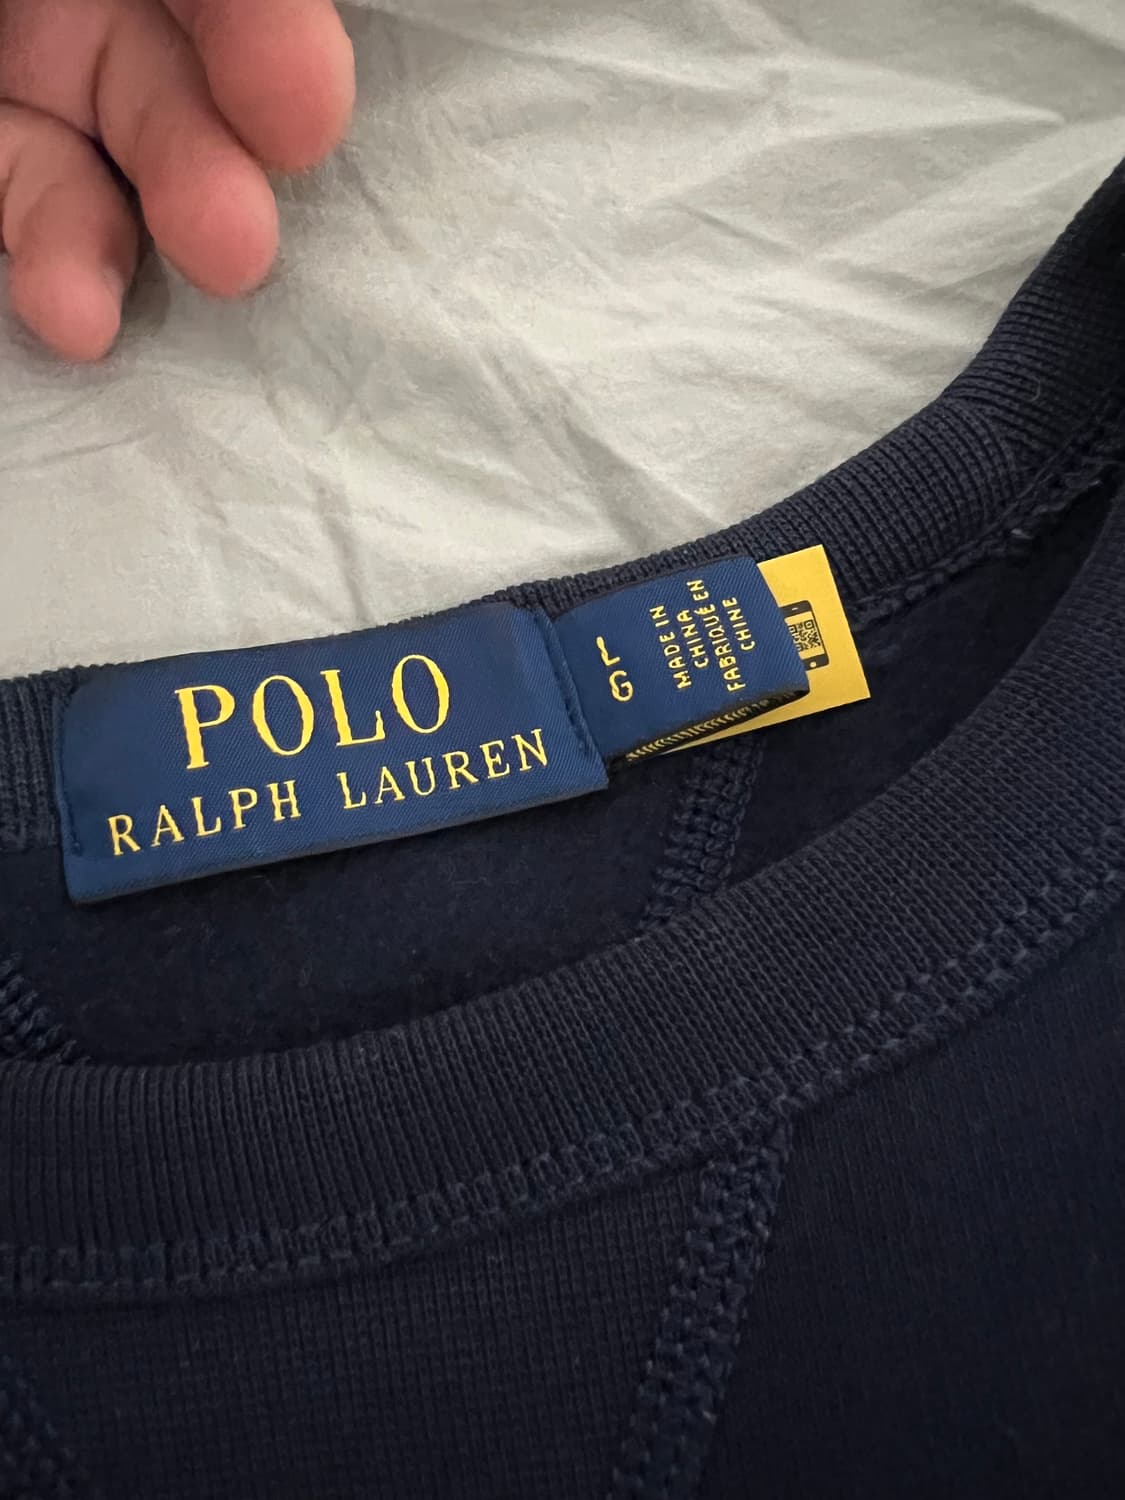 POLO
RALPH LAUREN
MADE IN
CHINA
FABRIQUÉ EN
CHINE